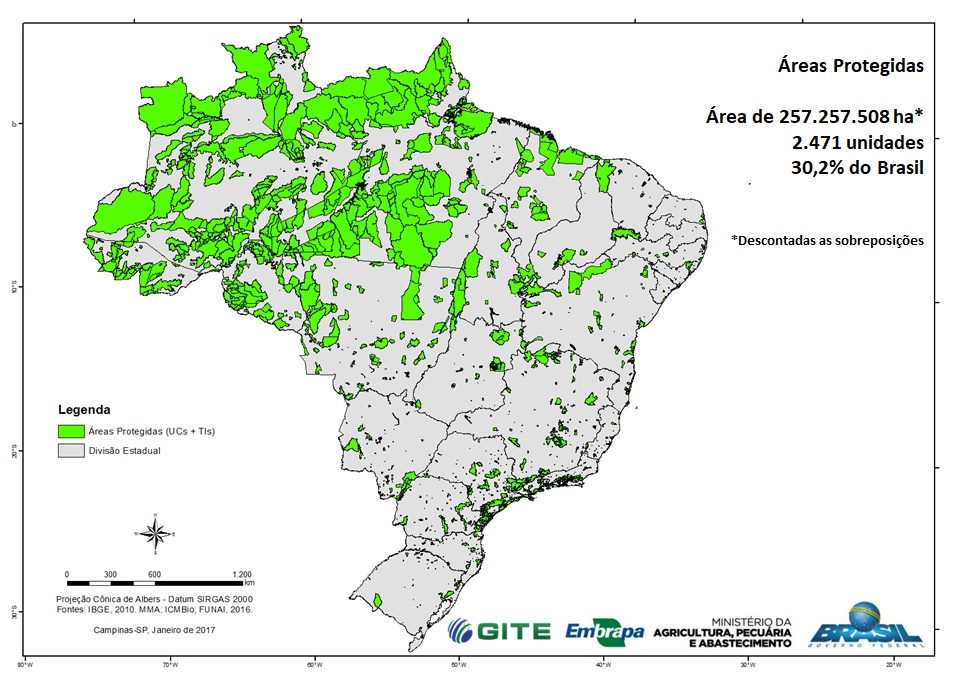 Áreas Protegidas
Área de 257.257.508 ha*
2.471 unidades
30,2% do Brasil
*Descontadas as sobreposições
0°
10°S
20°S
30°S
Legenda
Áreas Protegidas (UCs + TIs)
Divisão Estadual
N
W
E
S
0 300 600 1.200
km
Projeção Cônica de Albers - Datum SIRGAS 2000
Fontes: IBGE, 2010. MMA; ICMBio; FUNAI, 2016.
Campinas-SP, Janeiro de 2017
GITE
Embrapa
MINISTÉRIO DA
AGRICULTURA, PECUÁRIA
E ABASTECIMENTO
BRASIL
GOVERNO FEDERAL
80°W 70°W 60°W 50°W 40°W 30°W 20°W